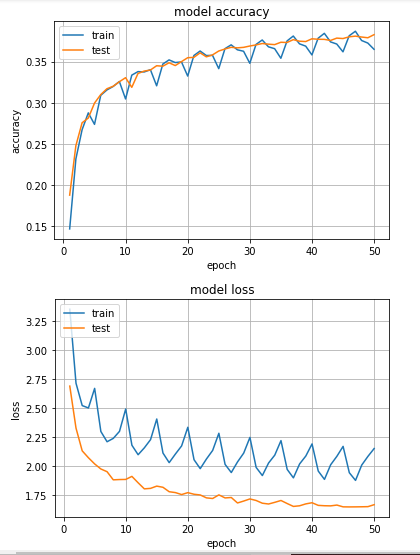 model accuracy
train
test
0.35
0.30
0.25
0.20
0.15
accuracy
0
10
20
30
40
50
epoch
model loss
train
test
3.25
3.00
2.75
2.50
2.25
2.00
1.75
loss
0
10
20
30
40
50
epoch